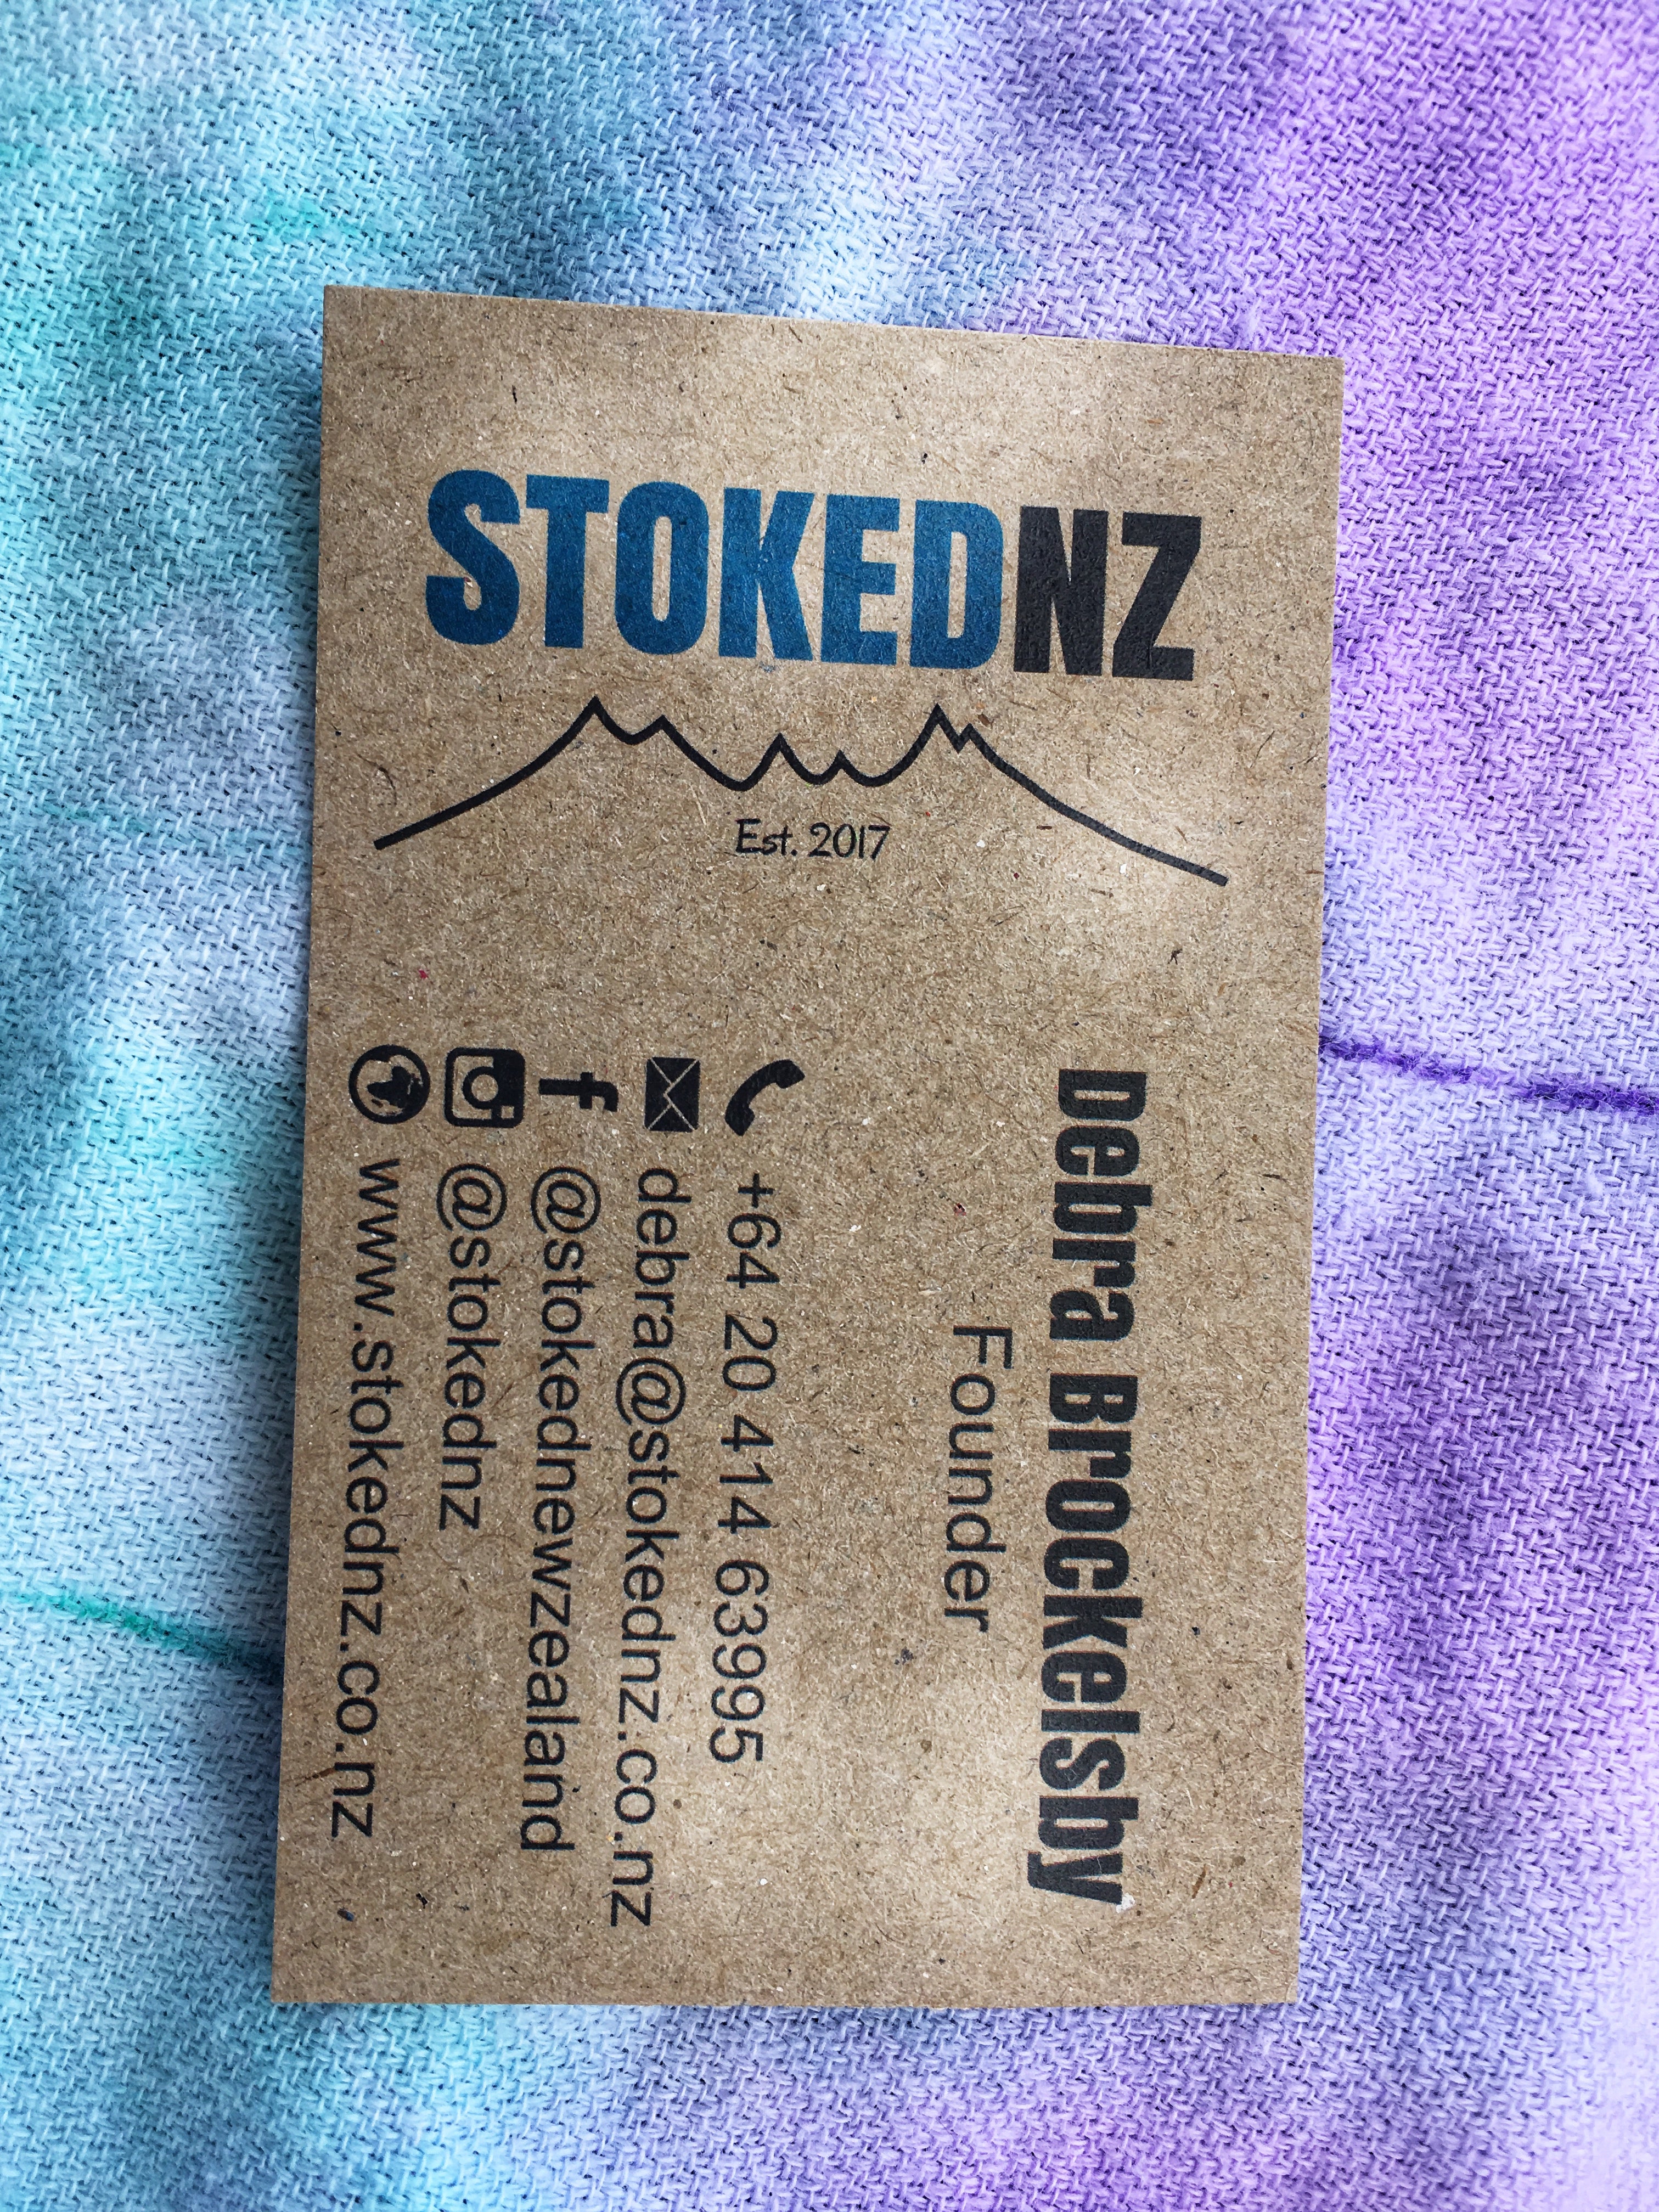 STOKEDNZ
Est. 2017
Debra Brockelsby
Founder
+64 20 414 63995
debra@stokednz.co.nz
@stokednewzealand
@stokednz
www.stokednz.co.nz